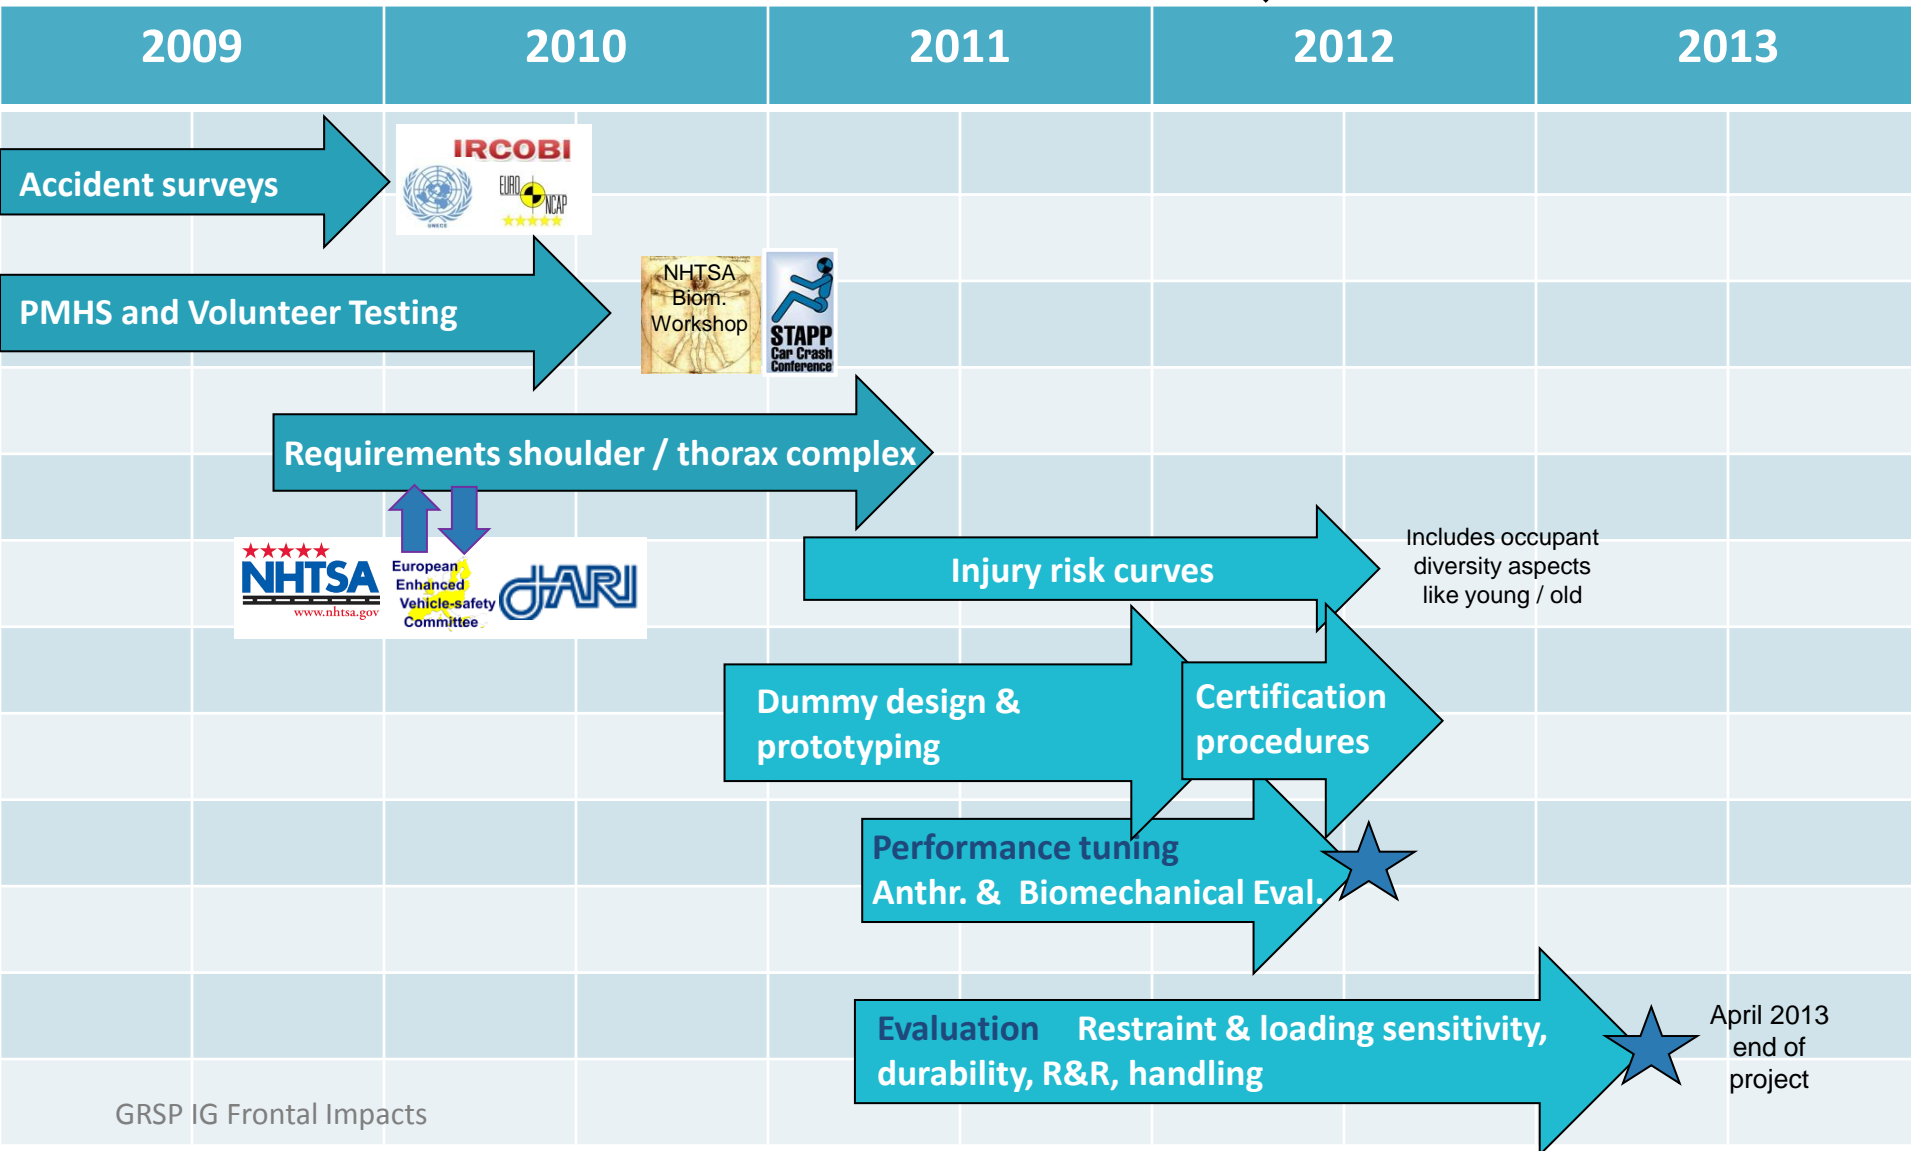 2009 2010 2011 2012 2013
Accident surveys
IRCOBI
UNECE
EURO
NCAP
PMHS and Volunteer Testing
NHTSA
Biom.
Workshop
STAPP
Car Crash
Conference
Requirements shoulder / thorax complex
NHTSA
www.nhtsa.gov
European
Enhanced
Vehicle-safety
Committee
JARI
Injury risk curves
Includes occupant
diversity aspects
like young / old
Dummy design &
prototyping
Certification
procedures
Performance tuning
Anthr. & Biomechanical Eval.
Evaluation Restraint & loading sensitivity,
durability, R&R, handling
April 2013
end of
project
GRSP IG Frontal Impacts